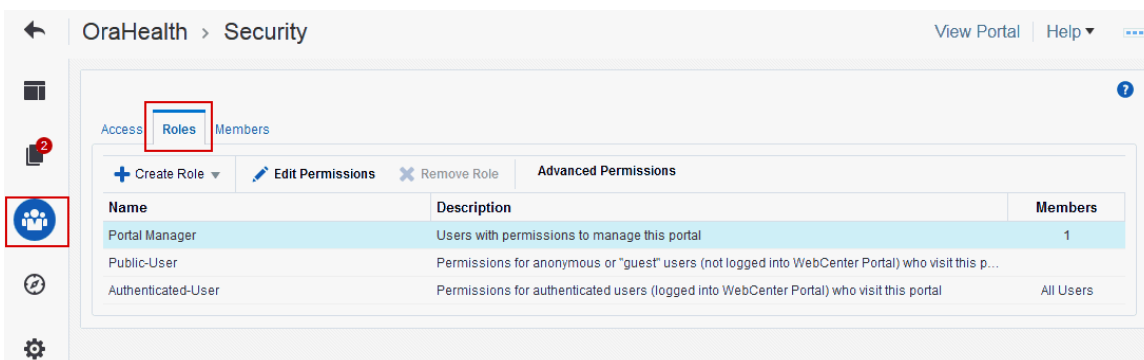 OraHealth > Security View Portal Help
Access Roles Members
2
Create Role Edit Permissions Remove Role Advanced Permissions
Name Description Members
Portal Manager Users with permissions to manage this portal 1
Public-User Permissions for anonymous or "guest" users (not logged into WebCenter Portal) who visit this p...
Authenticated-User Permissions for authenticated users (logged into WebCenter Portal) who visit this portal All Users